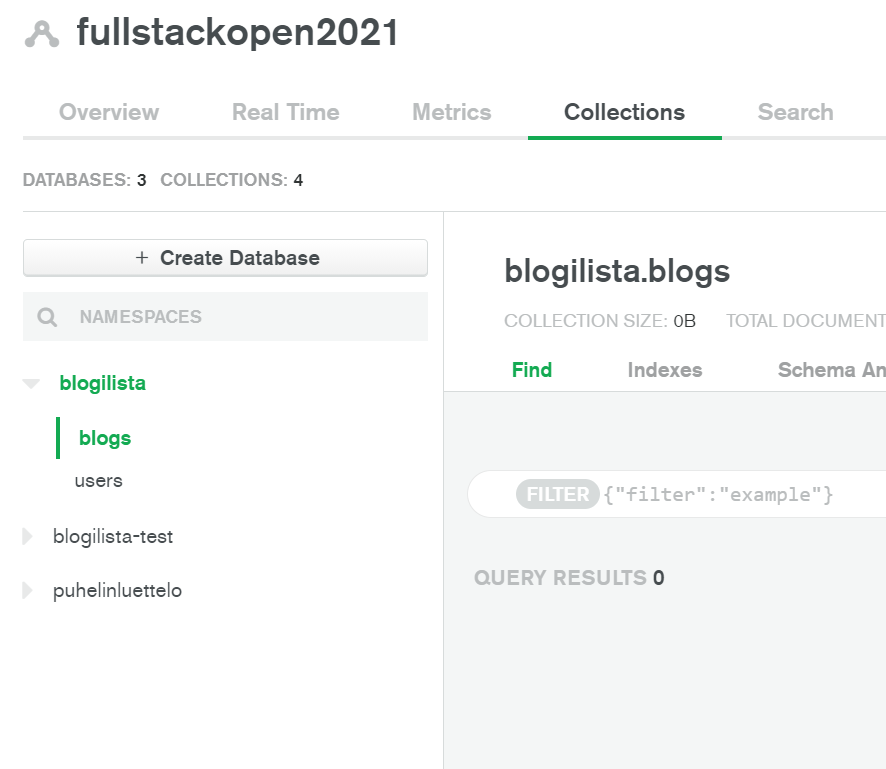 fullstackopen2021
Overview Real Time Metrics Collections Search
DATABASES: 3 COLLECTIONS: 4
+ Create Database
NAMESPACES
blogilista
blogs
users
blogilista-test
puhelinluettelo
blogilista.blogs
COLLECTION SIZE: 0B TOTAL DOCUMENT
Find Indexes Schema An
FILTER {"filter":"example"}
QUERY RESULTS 0